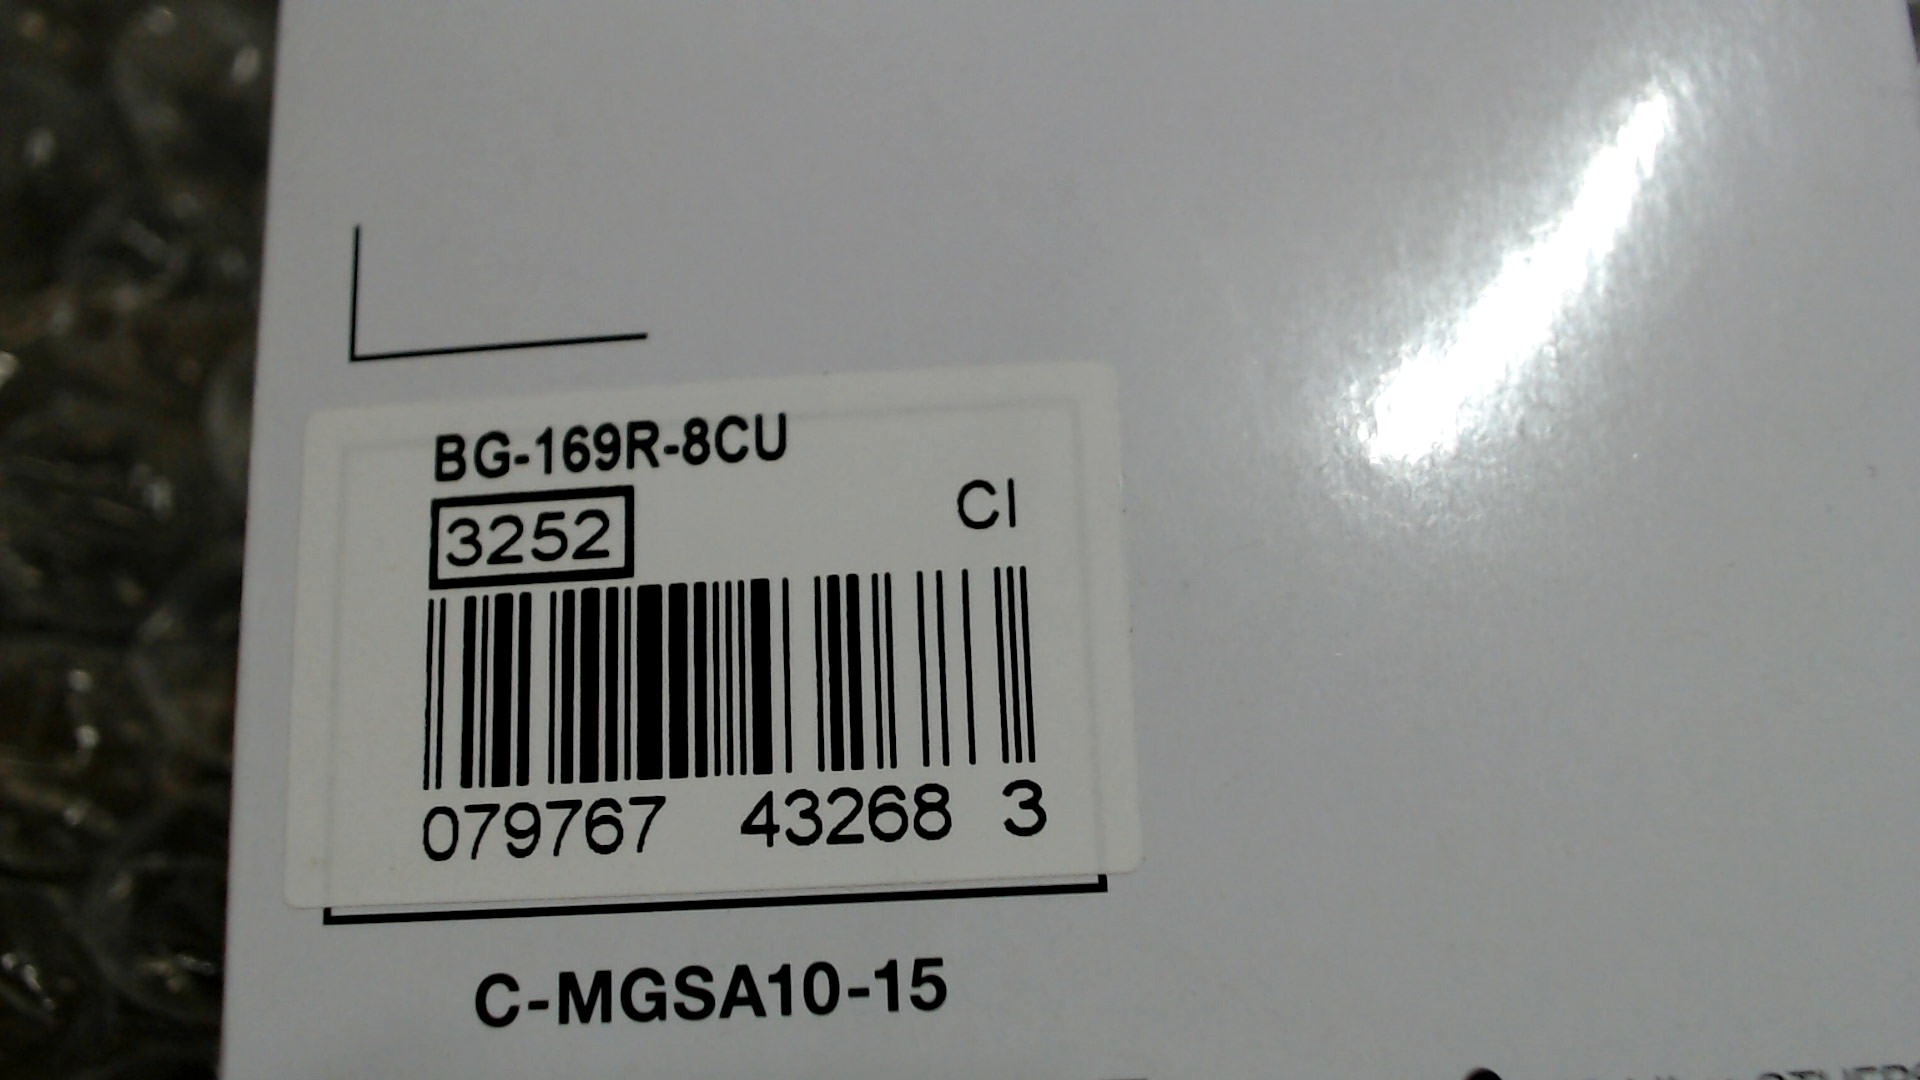 BG-169R-8CU
3252
CI
079767 43268 3
C-MGSA10-15